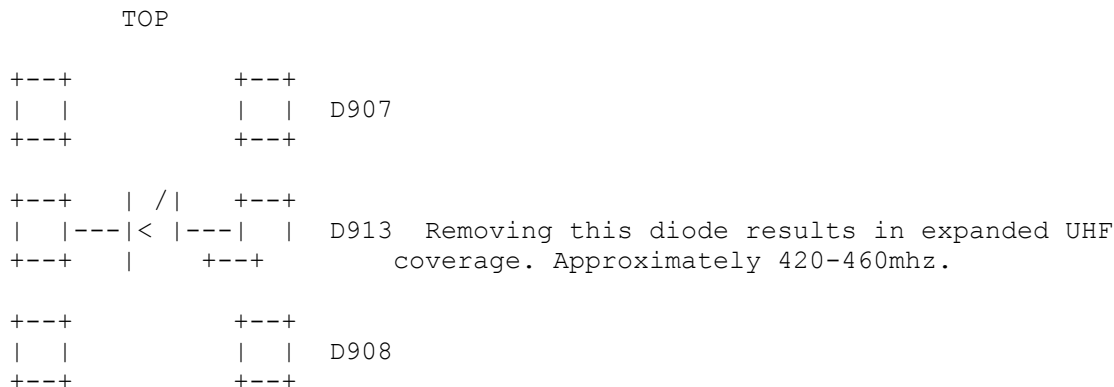 TOP
+--+ +--+
| | | | D907
+--+ +--+
+--+ | /| +--+
| |---|< |---| | D913 Removing this diode results in expanded UHF
+--+ | +--+ coverage. Approximately 420-460mhz.
+--+ +--+
| | | | D908
+--+ +--+